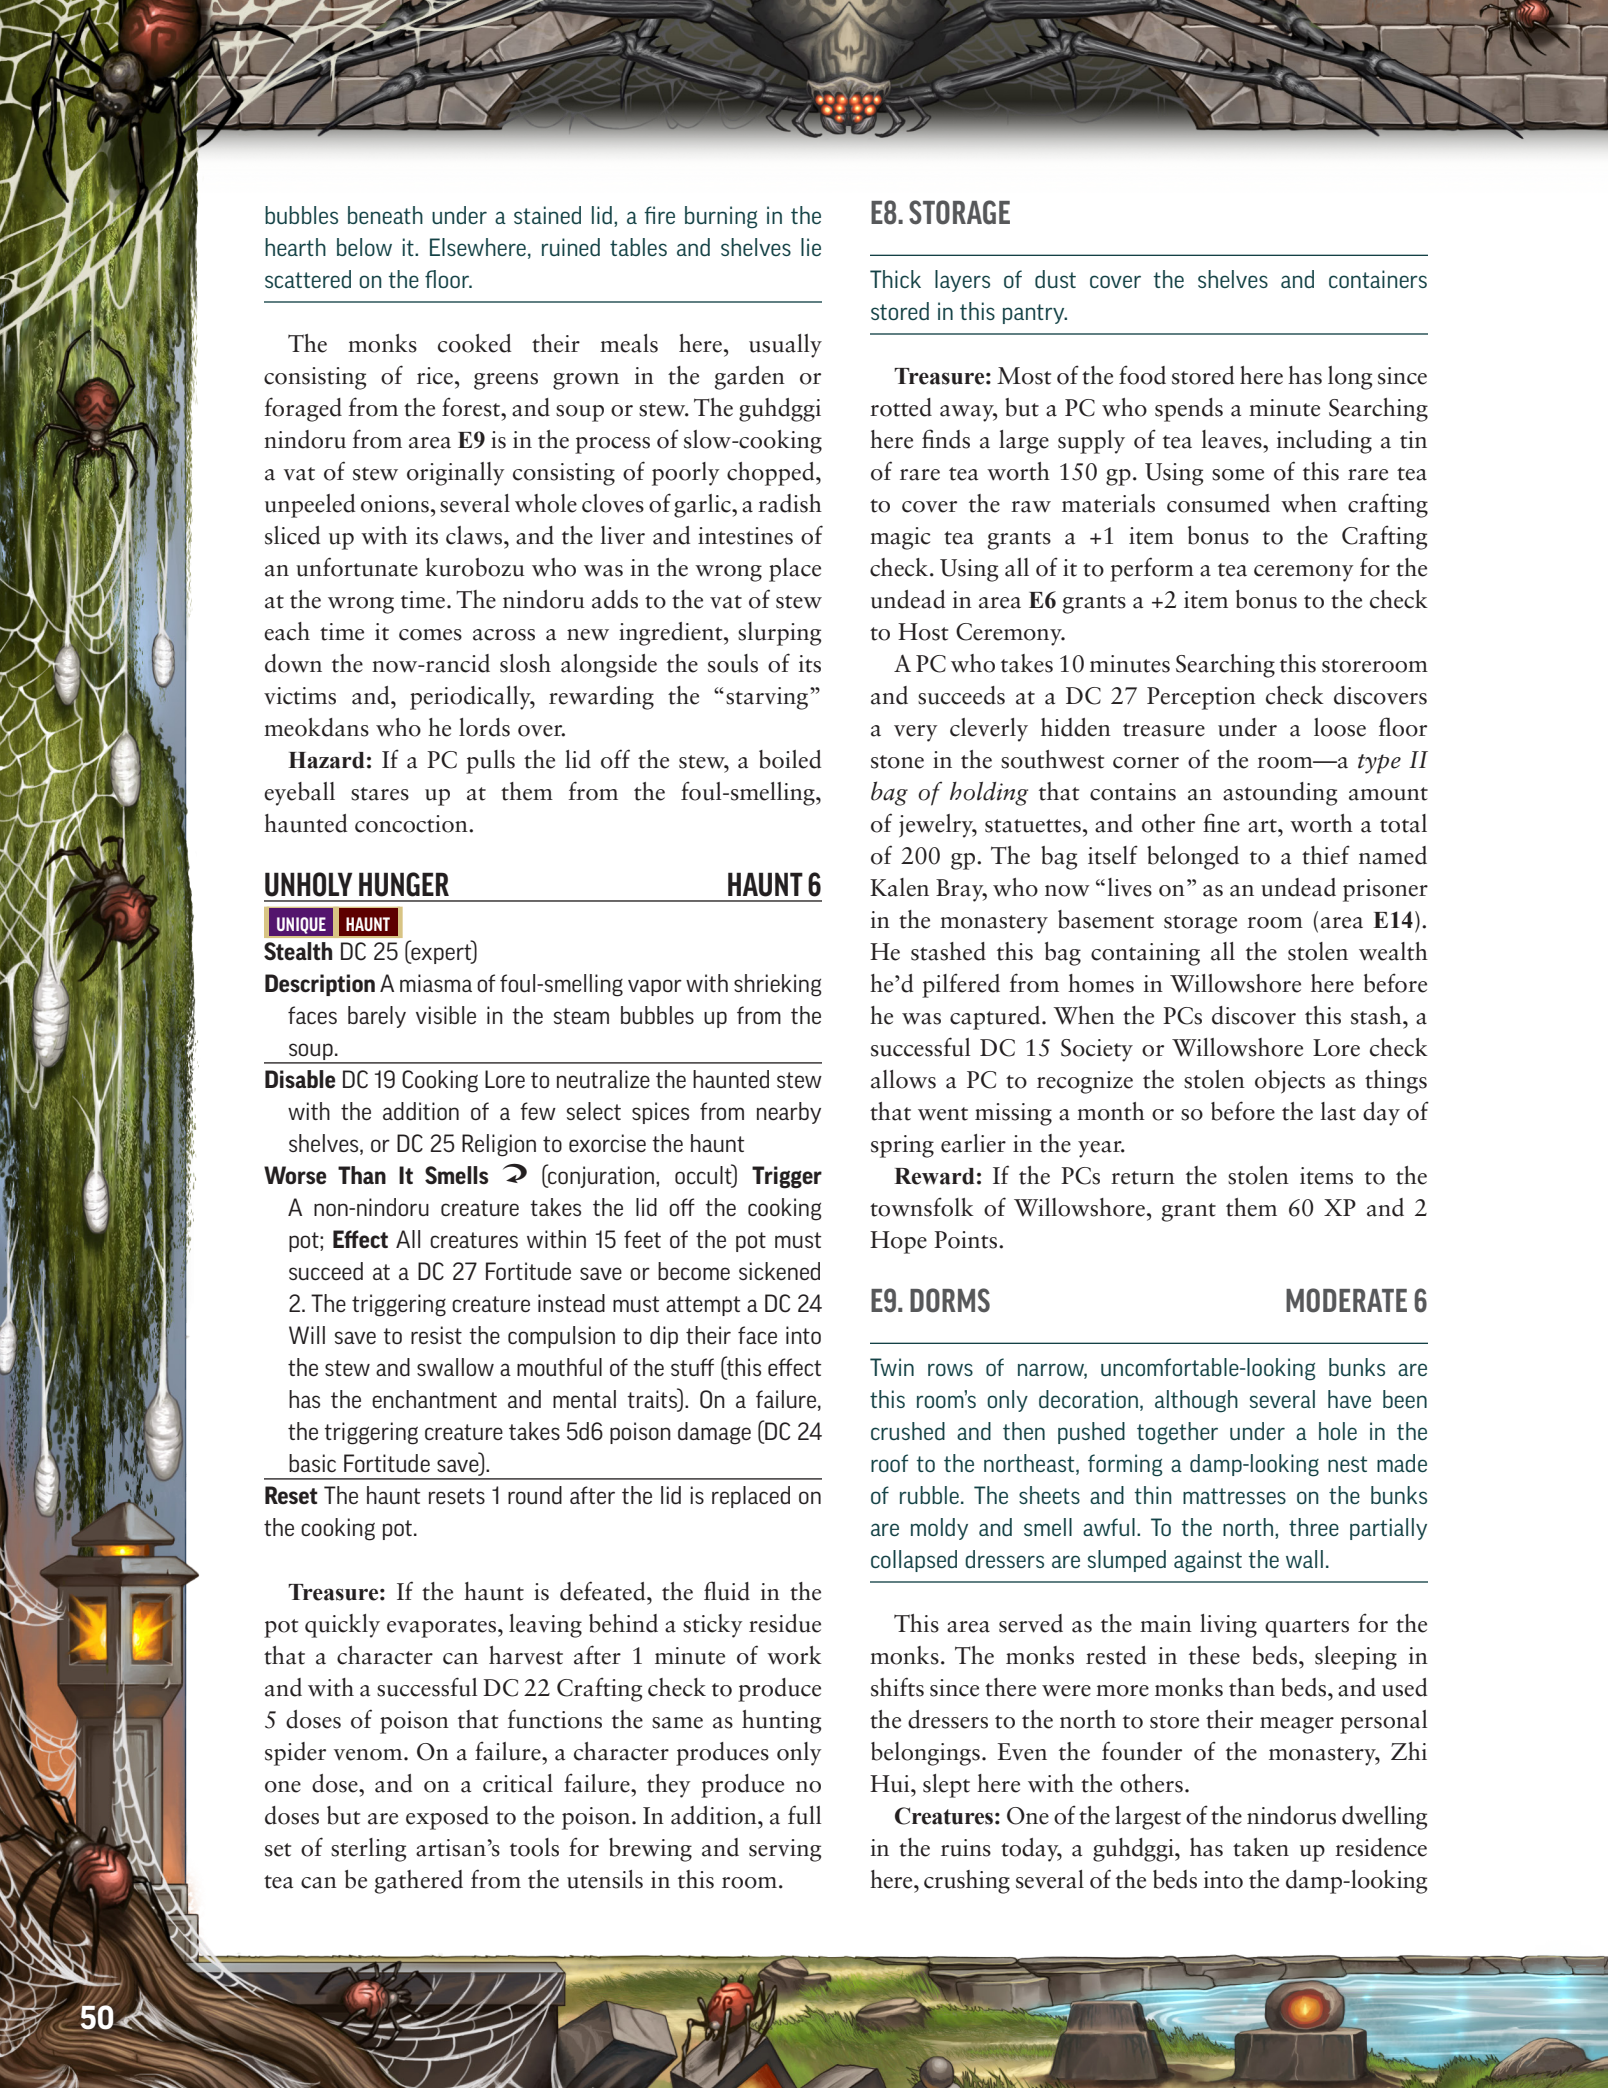 bubbles beneath under a stained lid, a fire burning in the
hearth below it. Elsewhere, ruined tables and shelves lie
scattered on the floor.
The monks cooked their meals here, usually
consisting of rice, greens grown in the garden or
foraged from the forest, and soup or stew. The guhdggi
nindoru from area E9 is in the process of slow-cooking
a vat of stew originally consisting of poorly chopped,
unpeeled onions, several whole cloves of garlic, a radish
sliced up with its claws, and the liver and intestines of
an unfortunate kurobozu who was in the wrong place
at the wrong time. The nindoru adds to the vat of stew
each time it comes across a new ingredient, slurping
down the now-rancid slosh alongside the souls of its
victims and, periodically, rewarding the “starving”
meokdans who he lords over.
Hazard: If a PC pulls the lid off the stew, a boiled
eyeball stares up at them from the foul-smelling,
haunted concoction.
UNHOLY HUNGER HAUNT 6
UNIQUE HAUNT
Stealth DC 25 (expert)
Description A miasma of foul-smelling vapor with shrieking
faces barely visible in the steam bubbles up from the
soup.
Disable DC 19 Cooking Lore to neutralize the haunted stew
with the addition of a few select spices from nearby
shelves, or DC 25 Religion to exorcise the haunt
Worse Than It Smells (conjuration, occult) Trigger
A non-nindoru creature takes the lid off the cooking
pot; Effect All creatures within 15 feet of the pot must
succeed at a DC 27 Fortitude save or become sickened
2. The triggering creature instead must attempt a DC 24
Will save to resist the compulsion to dip their face into
the stew and swallow a mouthful of the stuff (this effect
has the enchantment and mental traits). On a failure,
the triggering creature takes 5d6 poison damage (DC 24
basic Fortitude save).
Reset The haunt resets 1 round after the lid is replaced on
the cooking pot.
Treasure: If the haunt is defeated, the fluid in the
pot quickly evaporates, leaving behind a sticky residue
that a character can harvest after 1 minute of work
and with a successful DC 22 Crafting check to produce
5 doses of poison that functions the same as hunting
spider venom. On a failure, a character produces only
one dose, and on a critical failure, they produce no
doses but are exposed to the poison. In addition, a full
set of sterling artisan’s tools for brewing and serving
tea can be gathered from the utensils in this room.
E8. STORAGE
Thick layers of dust cover the shelves and containers
stored in this pantry.
Treasure: Most of the food stored here has long since
rotted away, but a PC who spends a minute Searching
here finds a large supply of tea leaves, including a tin
of rare tea worth 150 gp. Using some of this rare tea
to cover the raw materials consumed when crafting
magic tea grants a +1 item bonus to the Crafting
check. Using all of it to perform a tea ceremony for the
undead in area E6 grants a +2 item bonus to the check
to Host Ceremony.
A PC who takes 10 minutes Searching this storeroom
and succeeds at a DC 27 Perception check discovers
a very cleverly hidden treasure under a loose floor
stone in the southwest corner of the room—a type II
bag of holding that contains an astounding amount
of jewelry, statuettes, and other fine art, worth a total
of 200 gp. The bag itself belonged to a thief named
Kalen Bray, who now “lives on” as an undead prisoner
in the monastery basement storage room (area E14).
He stashed this bag containing all the stolen wealth
he’d pilfered from homes in Willowshore here before
he was captured. When the PCs discover this stash, a
successful DC 15 Society or Willowshore Lore check
allows a PC to recognize the stolen objects as things
that went missing a month or so before the last day of
spring earlier in the year.
Reward: If the PCs return the stolen items to the
townsfolk of Willowshore, grant them 60 XP and 2
Hope Points.
E9. DORMS MODERATE 6
Twin rows of narrow, uncomfortable-looking bunks are
this room’s only decoration, although several have been
crushed and then pushed together under a hole in the
roof to the northeast, forming a damp-looking nest made
of rubble. The sheets and thin mattresses on the bunks
are moldy and smell awful. To the north, three partially
collapsed dressers are slumped against the wall.
This area served as the main living quarters for the
monks. The monks rested in these beds, sleeping in
shifts since there were more monks than beds, and used
the dressers to the north to store their meager personal
belongings. Even the founder of the monastery, Zhi
Hui, slept here with the others.
Creatures: One of the largest of the nindorus dwelling
in the ruins today, a guhdggi, has taken up residence
here, crushing several of the beds into the damp-looking
50